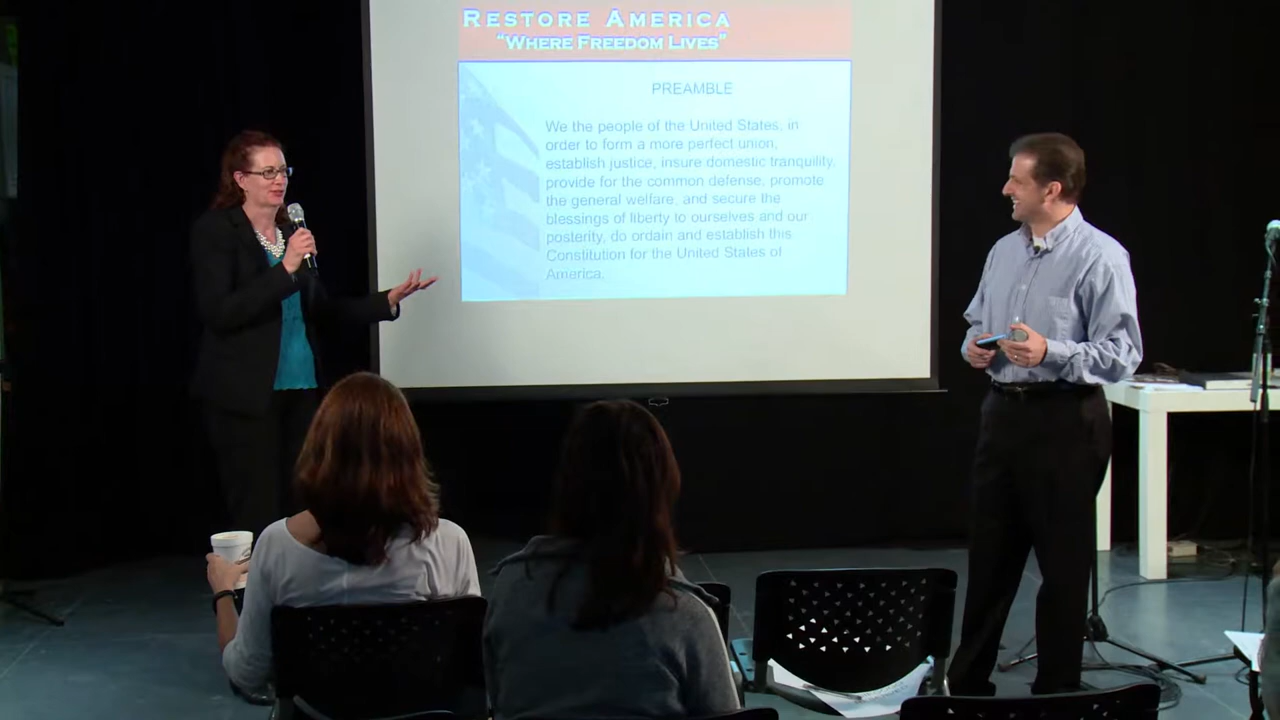 RESTORE AMERICA
"WHERE FREEDOM LIVES"
PREAMBLE
We the people of the United States, in
order to form a more perfect union,
establish justice, insure domestic tranquility,
provide for the common defense, promote
the general welfare, and secure the
blessings of liberty to ourselves and our
posterity, do ordain and establish this
Constitution for the United States of
America.